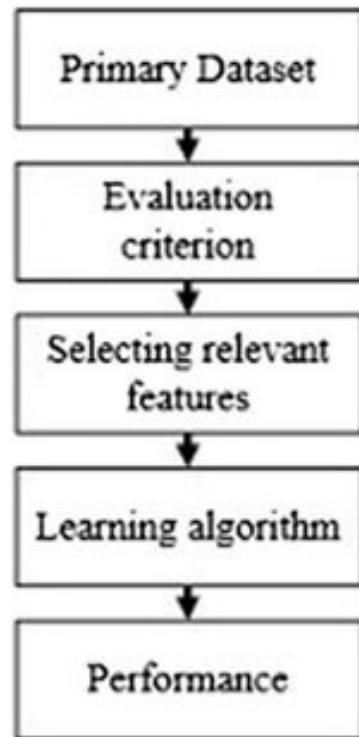 Primary Dataset
Evaluation
criterion
Selecting relevant
features
Learning algorithm
Performance